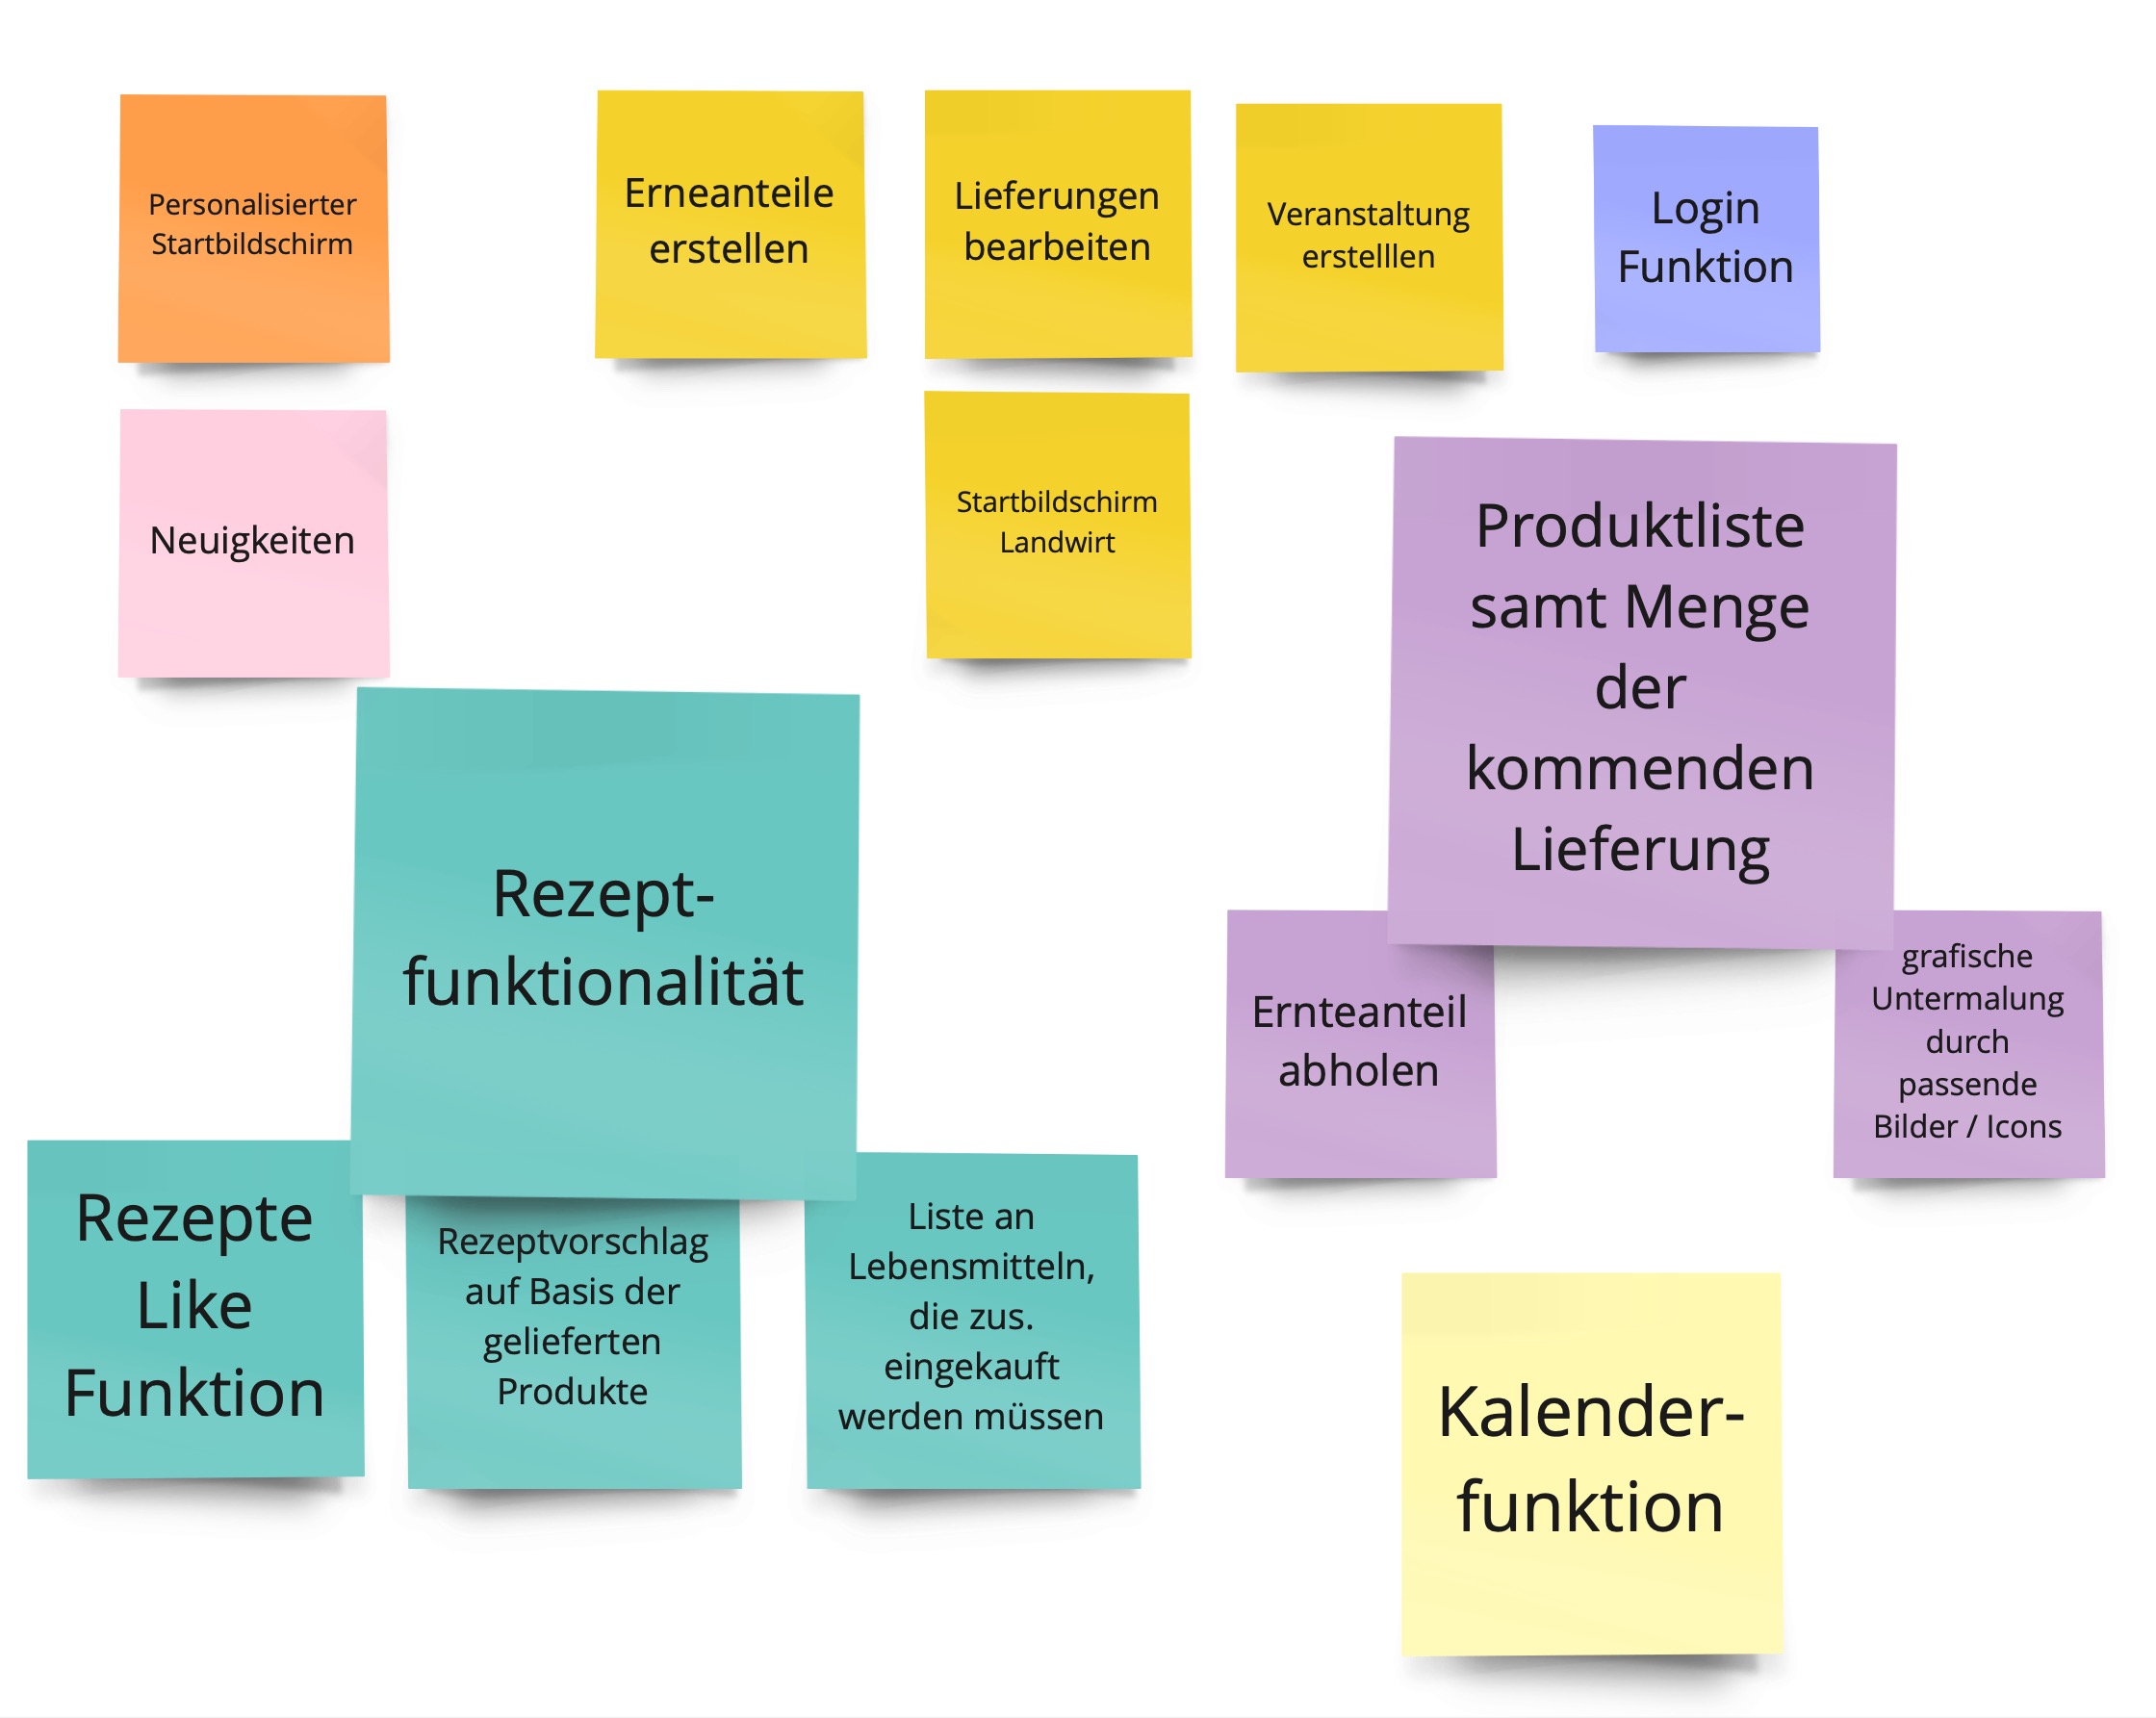 Personalisierter
Startbildschirm
Erneanteile
erstellen
Lieferungen
bearbeiten
Veranstaltung
erstelllen
Login
Funktion
Neuigkeiten
Startbildschirm
Landwirt
Produktliste
samt Menge
der
kommenden
Lieferung
Rezept-
funktionalität
Ernteanteil
abholen
grafische
Untermalung
durch
passende
Bilder / Icons
Rezepte
Like
Funktion
Rezeptvorschlag
auf Basis der
gelieferten
Produkte
Liste an
Lebensmitteln,
die zus.
eingekauft
werden müssen
Kalender-
funktion